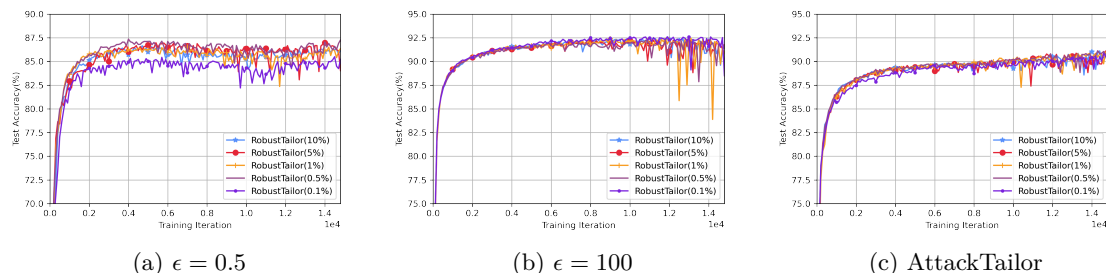 90.0
87.5
85.0
82.5
80.0
77.5
75.0
72.5
70.0
Test Accuracy(%)
0.0 0.2 0.4 0.6 0.8 1.0 1.2 1.4
1e4
Training Iteration
RobustTailor(10%)
RobustTailor(5%)
RobustTailor(1%)
RobustTailor(0.5%)
RobustTailor(0.1%)
(a) ϵ = 0.5
95.0
92.5
90.0
87.5
85.0
82.5
80.0
77.5
75.0
Test Accuracy(%)
0.0 0.2 0.4 0.6 0.8 1.0 1.2 1.4
1e4
Training Iteration
RobustTailor(10%)
RobustTailor(5%)
RobustTailor(1%)
RobustTailor(0.5%)
RobustTailor(0.1%)
(b) ϵ = 100
95.0
92.5
90.0
87.5
85.0
82.5
80.0
77.5
75.0
Test Accuracy(%)
0.0 0.2 0.4 0.6 0.8 1.0 1.2 1.4
1e4
Training Iteration
RobustTailor(10%)
RobustTailor(5%)
RobustTailor(1%)
RobustTailor(0.5%)
RobustTailor(0.1%)
(c) AttackTailor